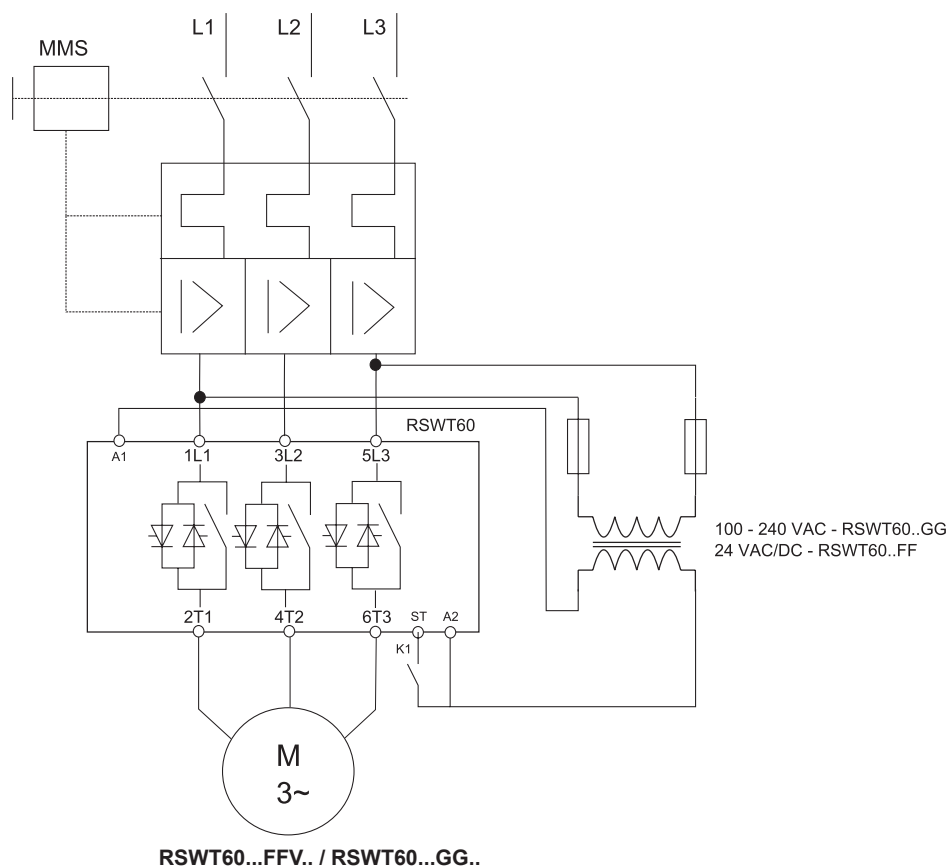 L1
L2
L3
MMS
RSWT60
A1
1L1
3L2
5L3
100 - 240 VAC - RSWT60..GG
24 VAC/DC - RSWT60..FF
2T1
4T2
6T3
ST
A2
K1
M
3~
RSWT60...FFV.. / RSWT60...GG..